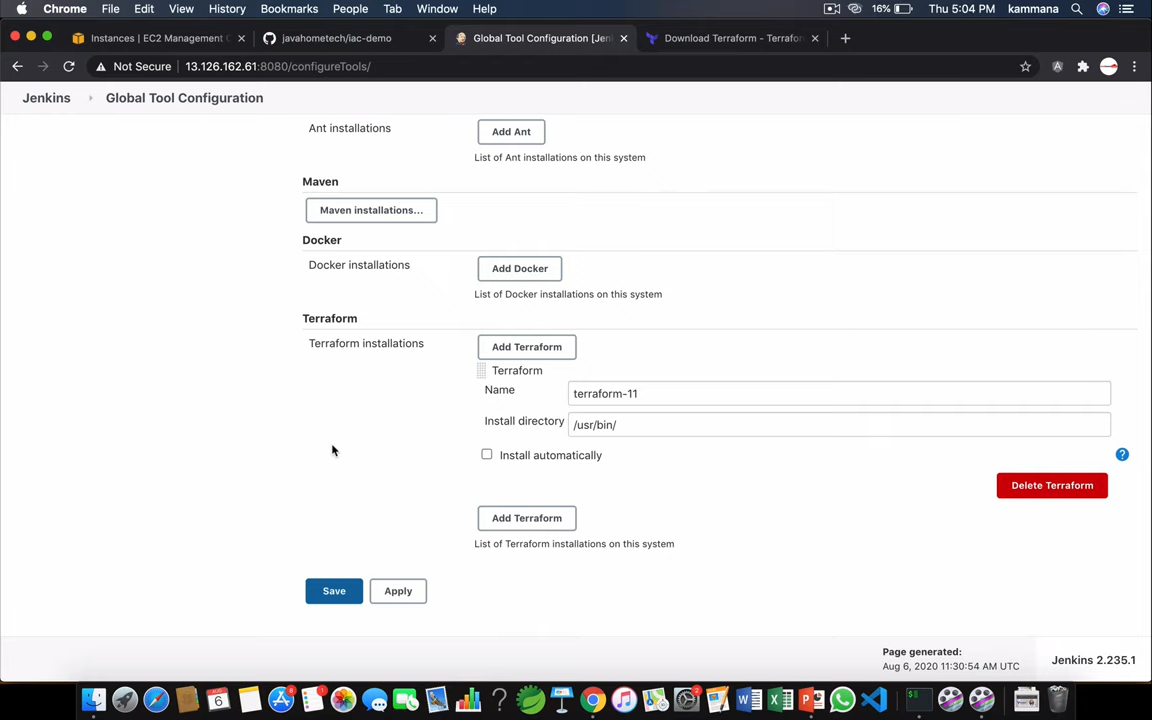 Chrome File Edit View History Bookmarks People Tab Window Help 16% Thu 5:04 PM kammana
Instances | EC2 Management C
javahometech/iac-demo
Global Tool Configuration [Jen
Download Terraform - Terrafor
Not Secure 13.126.162.61:8080/configureTools/
Jenkins Global Tool Configuration
Ant installations
Add Ant
List of Ant installations on this system
Maven
Maven installations...
Docker
Docker installations
Add Docker
List of Docker installations on this system
Terraform
Terraform installations
Add Terraform
Terraform
Name
terraform-11
Install directory
/usr/bin/
Install automatically
?
Delete Terraform
Add Terraform
List of Terraform installations on this system
Save
Apply
Page generated:
Aug 6, 2020 11:30:54 AM UTC
Jenkins 2.235.1